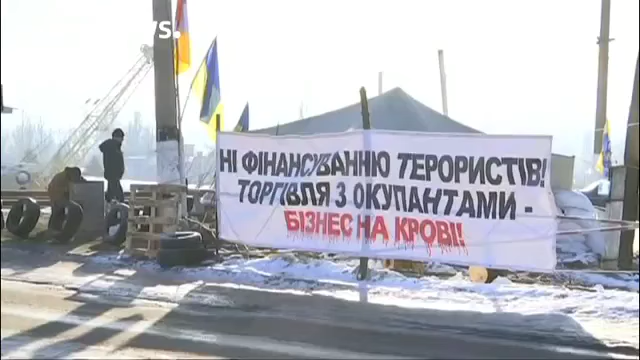 s.
НІ ФІНАНСУВАННЮ ТЕРОРИСТІВ!
ТОРГІВЛЯ З ОКУПАНТАМИ -
БІЗНЕС НА КРОВІ!